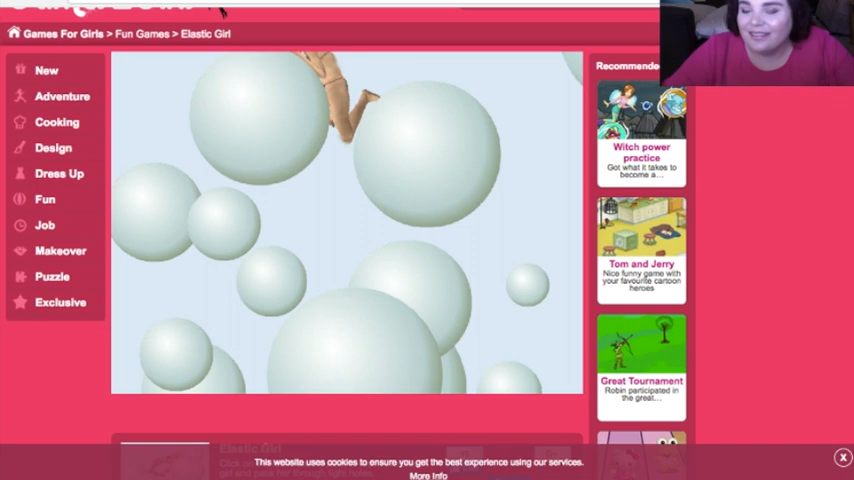 Games For Girls > Fun Games > Elastic Girl
New
Adventure
Cooking
Design
Dress Up
Fun
Job
Makeover
Puzzle
Exclusive
Recommende
Witch power
practice
Got what it takes to
become a...
Tom and Jerry
Nice funny game with
your favourite cartoon
heroes
Great Tournament
Robin participated in
the great...
Elastic Girl
This website uses cookies to ensure you get the best experience using our services.
More Info
X